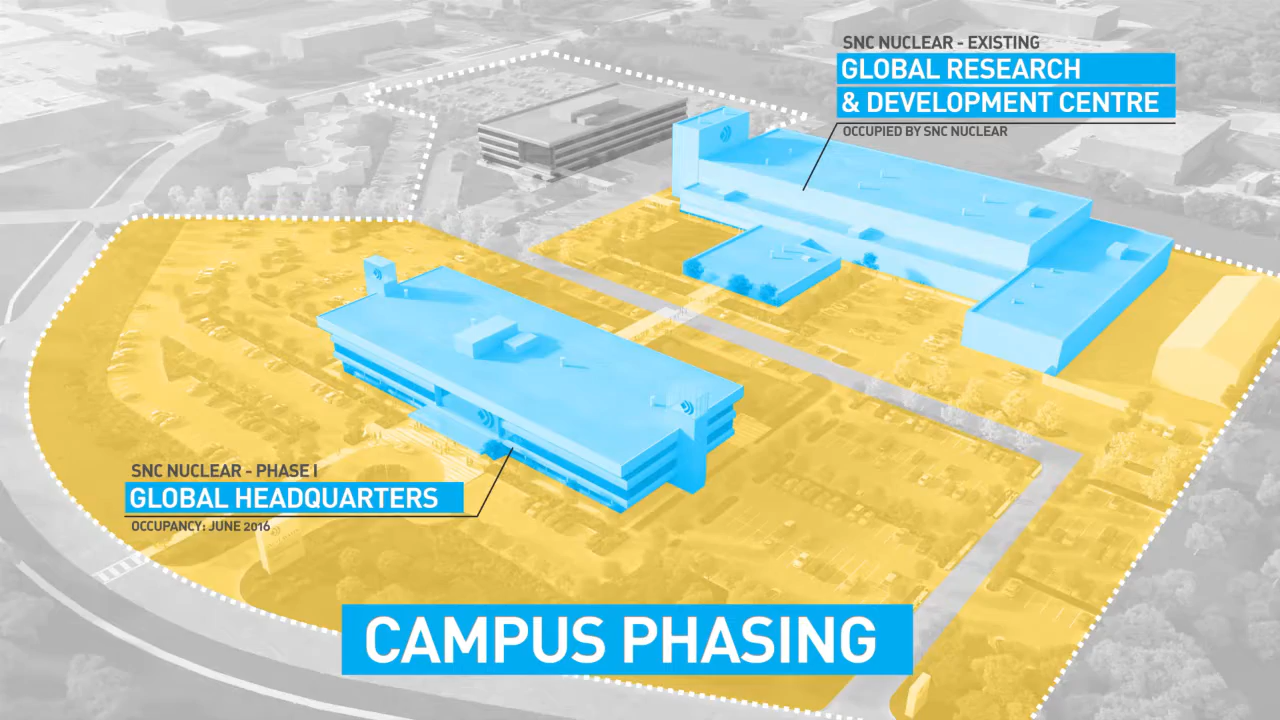 SNC NUCLEAR - EXISTING
GLOBAL RESEARCH
& DEVELOPMENT CENTRE
OCCUPIED BY SNC NUCLEAR
SNC NUCLEAR - PHASE I
GLOBAL HEADQUARTERS
OCCUPANCY: JUNE 2016
CAMPUS PHASING